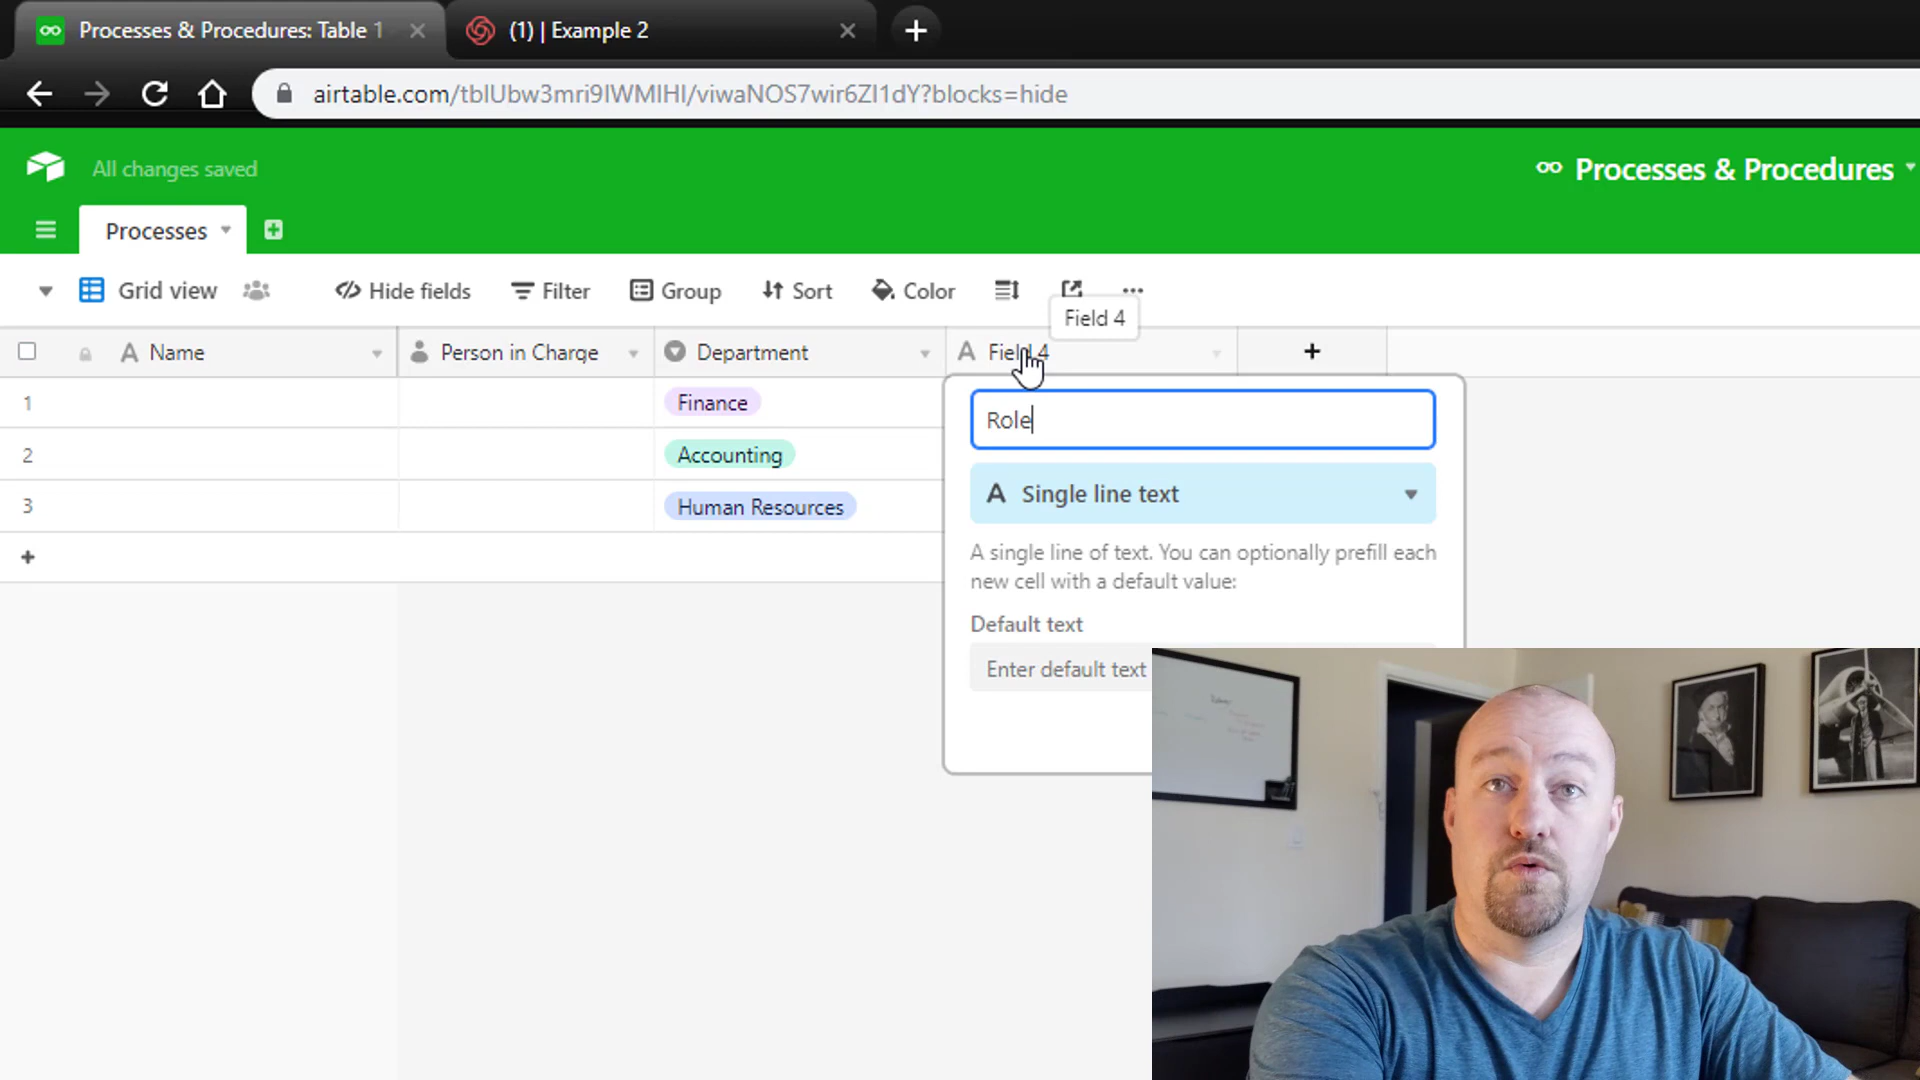 Processes & Procedures: Table 1
(1) | Example 2
airtable.com/tblUbw3mri9IWMIHI/viwaNOS7wir6ZI1dY?blocks=hide
All changes saved
Processes & Procedures
Processes
Grid view
Hide fields
Filter
Group
Sort
Color
Field 4
Name
Person in Charge
Department
Field 4
1
Finance
Role
2
Accounting
Single line text
3
Human Resources
A single line of text. You can optionally prefill each
new cell with a default value:
Default text
Enter default text